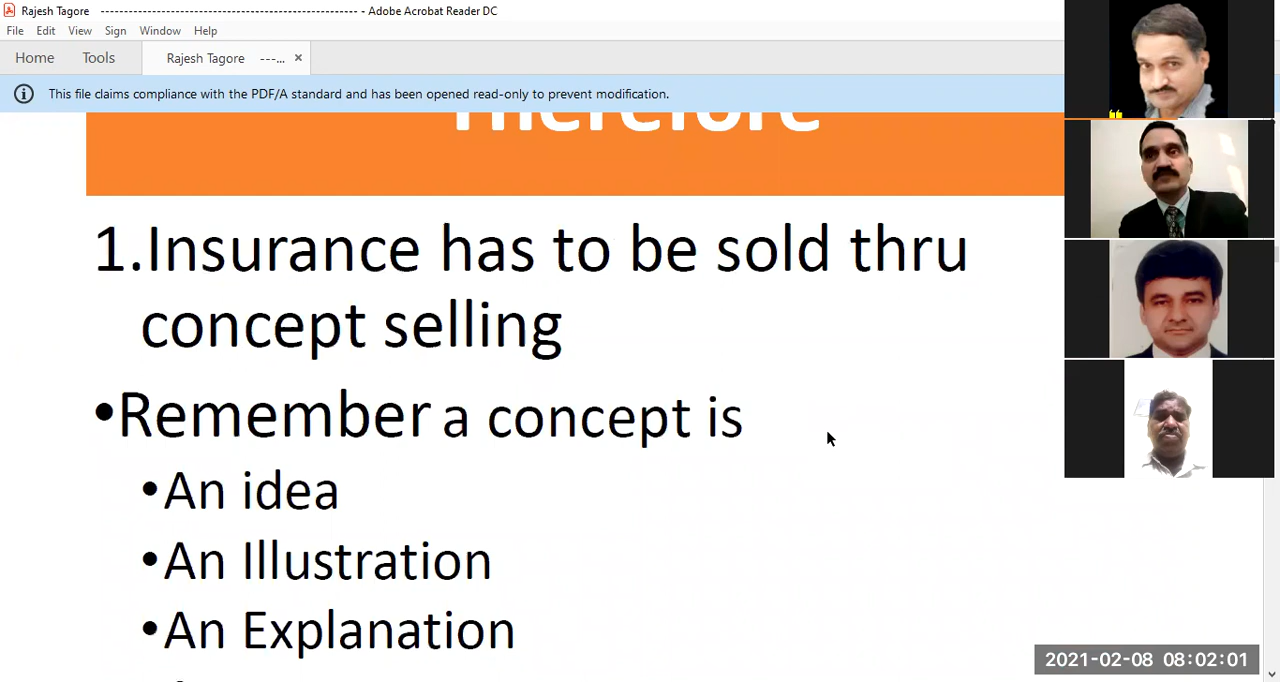 Rajesh Tagore ------------------------------------------------- - Adobe Acrobat Reader DC
File Edit View Sign Window Help
Home Tools Rajesh Tagore ---... ×
This file claims compliance with the PDF/A standard and has been opened read-only to prevent modification.
Therefore
1.Insurance has to be sold thru
concept selling
•Remember a concept is
•An idea
•An Illustration
•An Explanation
2021-02-08 08:02:01